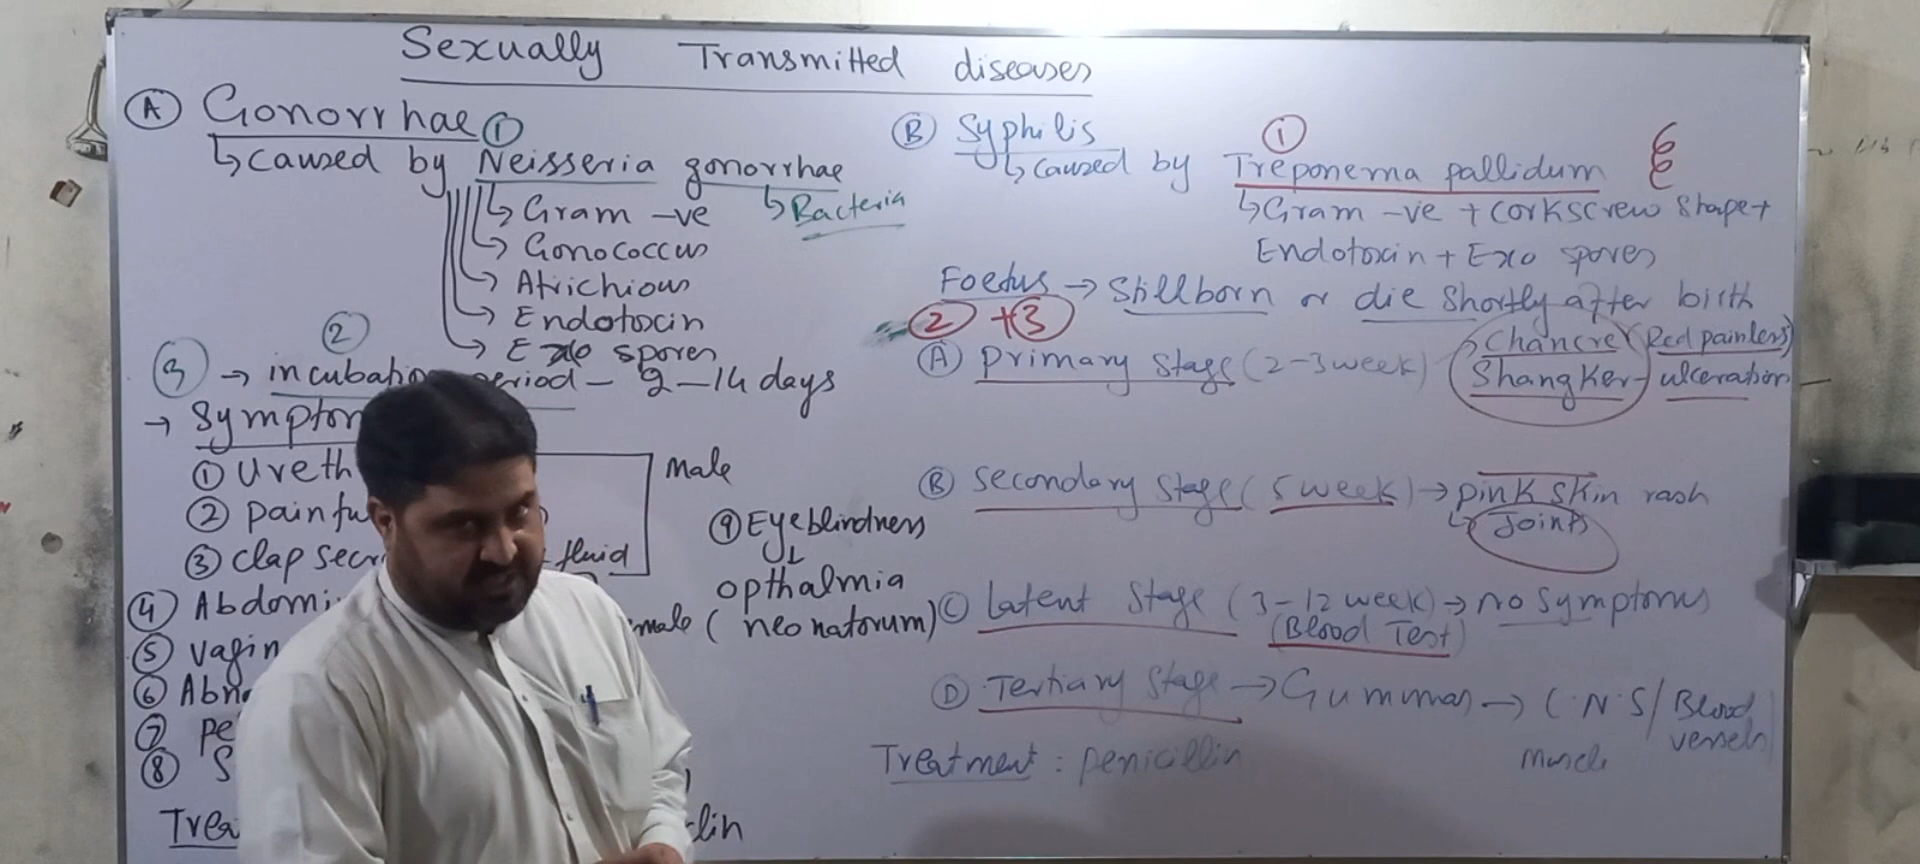 Sexually Transmitted diseases
(A) Gonorrhae (1)
↳ Caused by Neisseria gonorrhae
↳ Bacteria
↳ Gram -ve
↳ Gonococcus
↳ Atrichious
↳ Endotoxin
↳ Exo spores
(2)
(3) → incubation period - 2-14 days
→ Symptom
(1) Ureth
(2) painfu
(3) clap secr fluid
male
(4) Abdomi
(5) vagin
(6) Abno
(7) pe
(8) S
male
(9) Eye blindness
↓
opthalmia
(neonatorum)
Trea lin
(B) Syphilis (1)
↳ Caused by Treponema pallidum
↳ Gram -ve + corkscrew shape +
Endotoxin + Exo spores
Foetus → Stillborn or die shortly after birth
(2) + (3)
(A) Primary Stage (2-3 week) → Chancre (Red painless)
Shangker - ulceration
(B) Secondary Stage (5 week) → pink skin rash
↳ Joints
(C) Latent Stage (3-12 week) → no symptoms
(Blood Test)
(D) Tertiary Stage → Gummas → C.N.S / Blood vessels
muscle
Treatment : penicillin